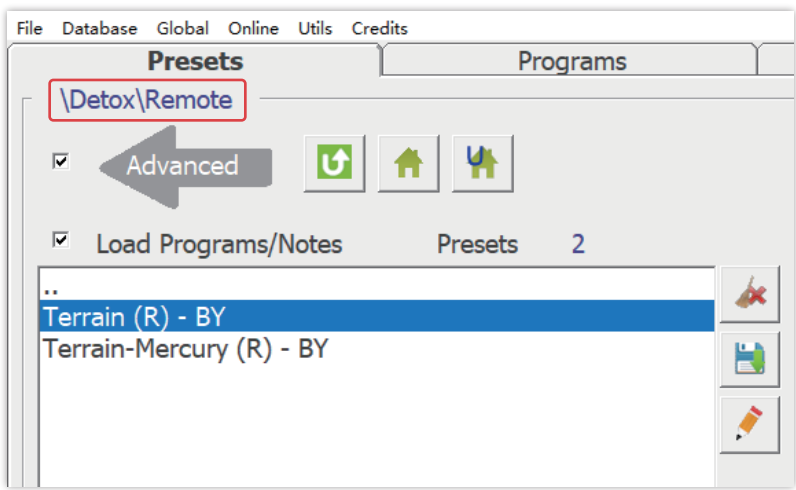 File Database Global Online Utils Credits
Presets Programs
\Detox\Remote
Advanced
Load Programs/Notes Presets 2
..
Terrain (R) - BY
Terrain-Mercury (R) - BY